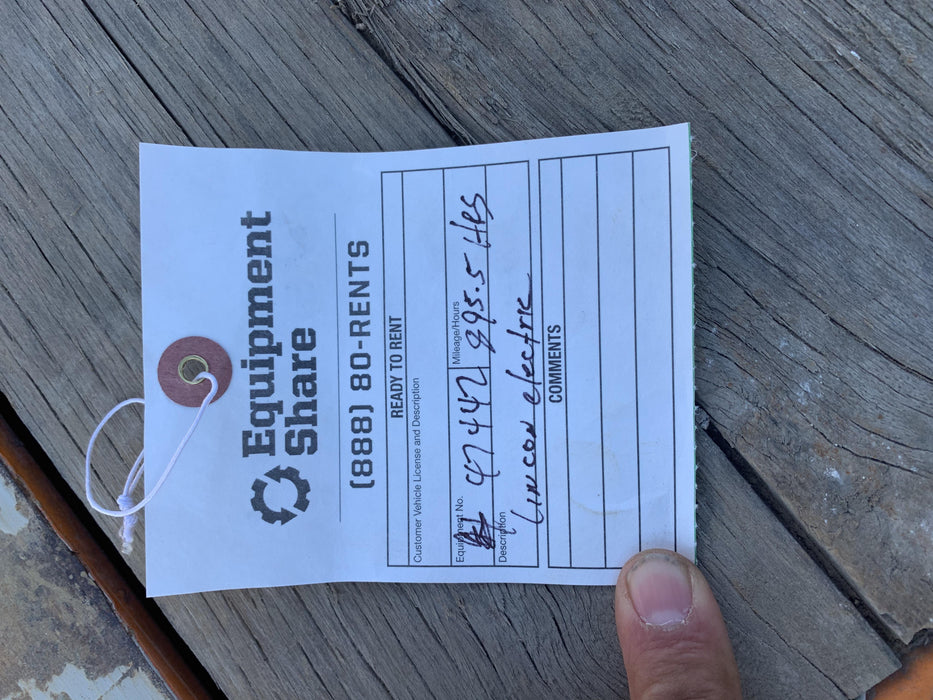 Equipment
Share
(888) 80-RENTS
READY TO RENT
Customer Vehicle License and Description
Equipment No. Mileage/Hours
47442 895.5 HRS
Description
Lincon electric
COMMENTS